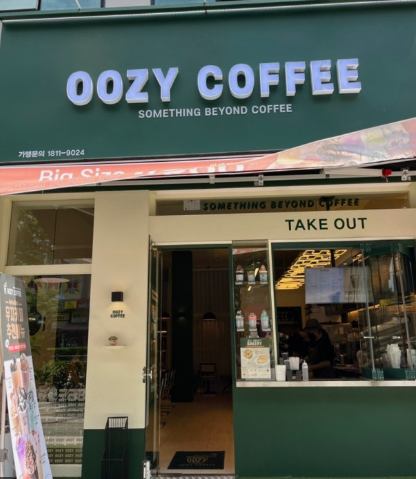 OOZY COFFEE
SOMETHING BEYOND COFFEE
가맹문의 1811-9024
Big Size
SOMETHING BEYOND COFFEE
TAKE OUT
OOZY
COFFEE
OOZY